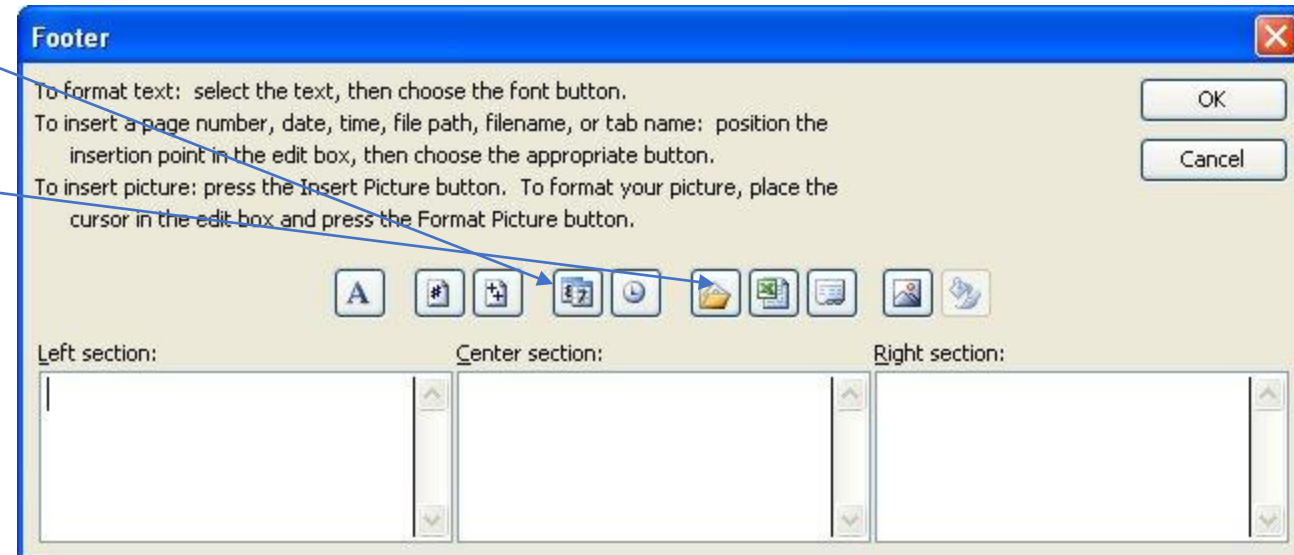 Footer
To format text: select the text, then choose the font button.
To insert a page number, date, time, file path, filename, or tab name: position the
insertion point in the edit box, then choose the appropriate button.
To insert picture: press the Insert Picture button. To format your picture, place the
cursor in the edit box and press the Format Picture button.
OK
Cancel
A
Left section:
Center section:
Right section: